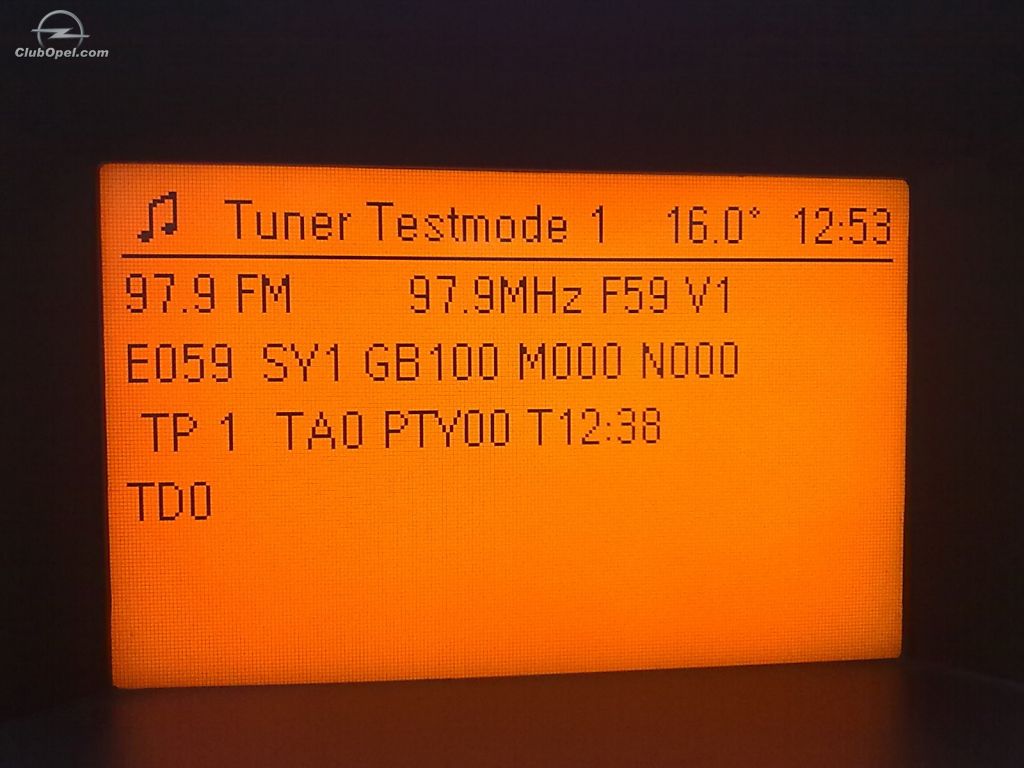 ClubOpel.com
Tuner Testmode 1 16.0° 12:53
97.9 FM 97.9MHz F59 V1
E059 SY1 GB100 M000 N000
TP 1 TA0 PTY00 T12:38
TD0